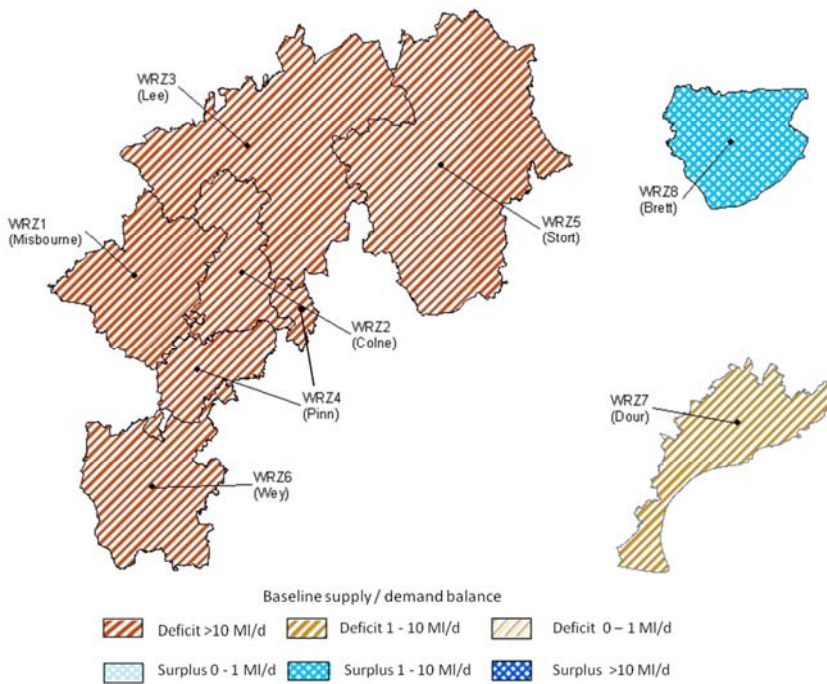 WRZ3
(Lee)
WRZ8
(Brett)
WRZ1
(Misbourne)
WRZ5
(Stort)
WRZ2
(Colne)
WRZ4
(Pinn)
WRZ7
(Dour)
WRZ6
(Wey)
Baseline supply / demand balance
Deficit >10 Ml/d
Deficit 1 - 10 Ml/d
Deficit 0 – 1 Ml/d
Surplus 0 - 1 Ml/d
Surplus 1 - 10 Ml/d
Surplus >10 Ml/d